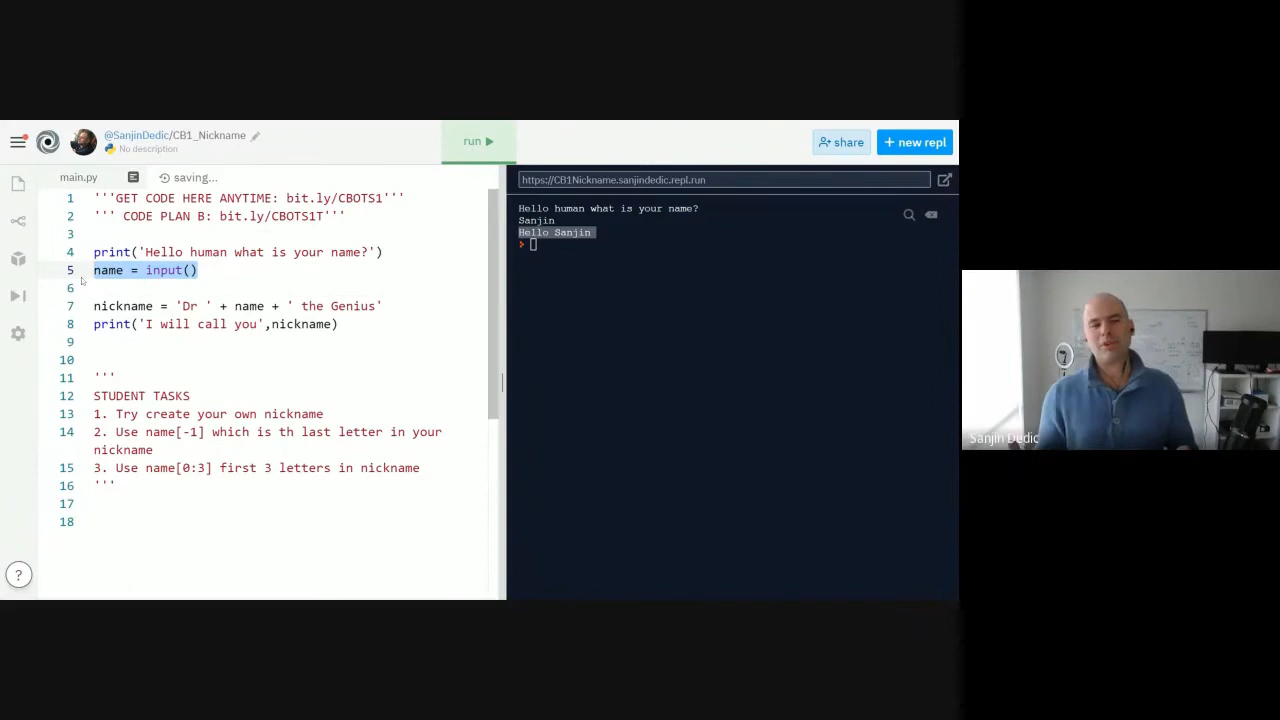 @SanjinDedic/CB1_Nickname
No description
run
share
+ new repl
main.py
saving...
https://CB1Nickname.sanjindedic.repl.run
1 '''GET CODE HERE ANYTIME: bit.ly/CBOTS1'''
2 ''' CODE PLAN B: bit.ly/CBOTS1T'''
3
4 print('Hello human what is your name?')
5 name = input()
6
7 nickname = 'Dr ' + name + ' the Genius'
8 print('I will call you',nickname)
9
10
11 '''
12 STUDENT TASKS
13 1. Try create your own nickname
14 2. Use name[-1] which is th last letter in your
nickname
15 3. Use name[0:3] first 3 letters in nickname
16 '''
17
18
?
Hello human what is your name?
Sanjin
Hello Sanjin
Sanjin Dedic